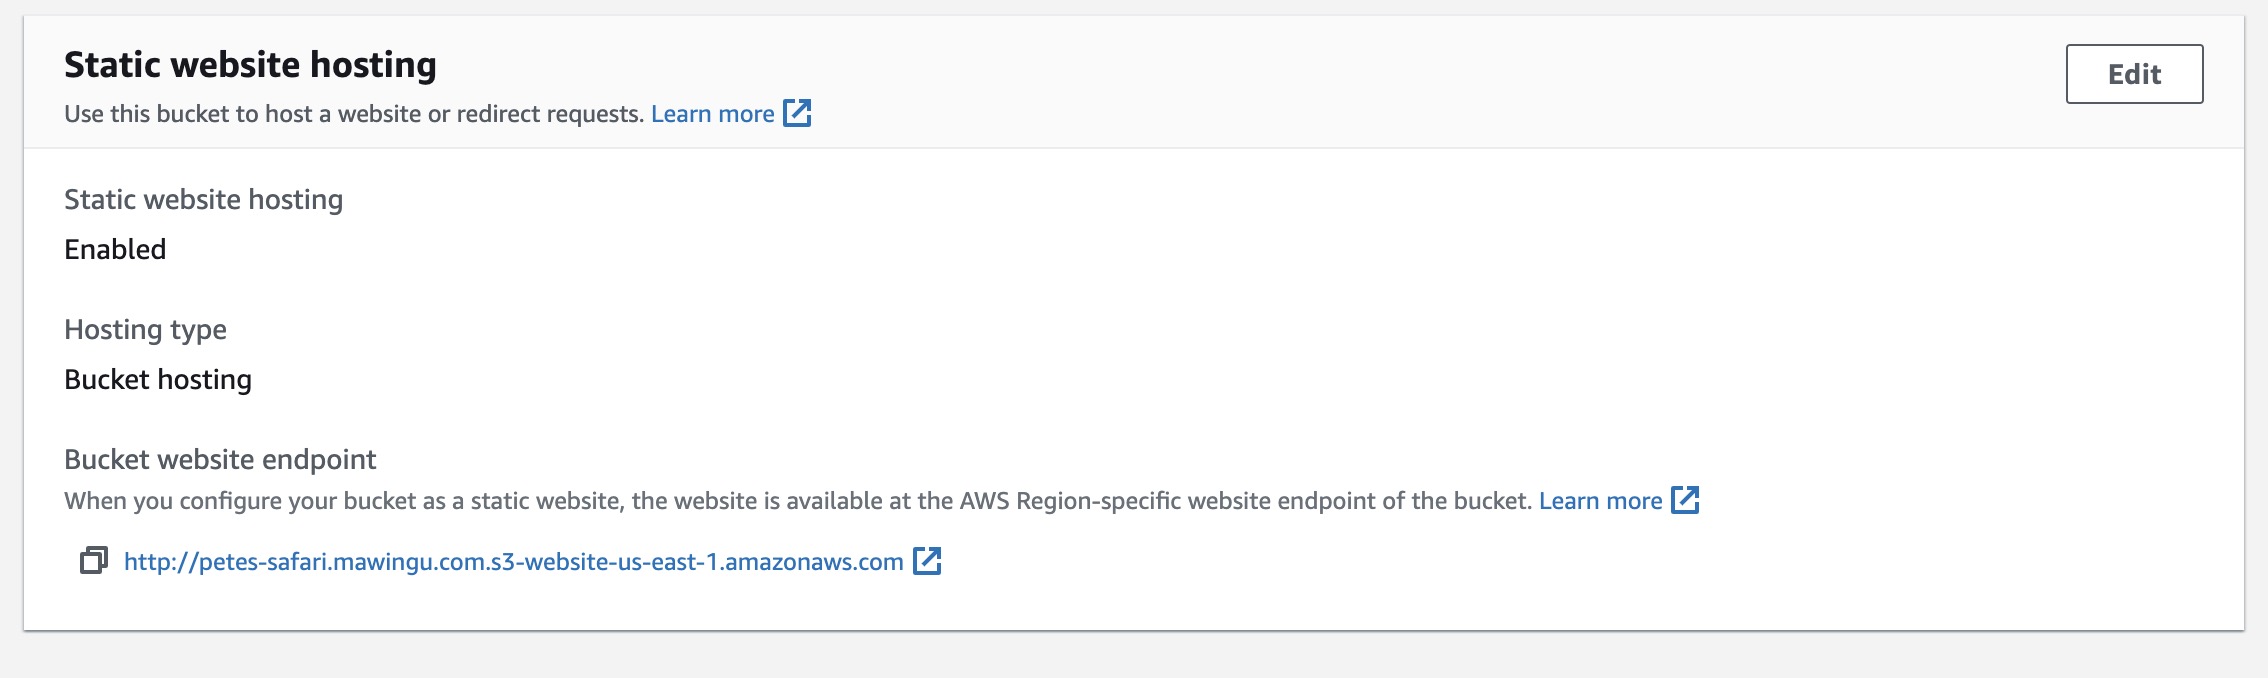 Static website hosting
Edit
Use this bucket to host a website or redirect requests. Learn more
Static website hosting
Enabled
Hosting type
Bucket hosting
Bucket website endpoint
When you configure your bucket as a static website, the website is available at the AWS Region-specific website endpoint of the bucket. Learn more
http://petes-safari.mawingu.com.s3-website-us-east-1.amazonaws.com